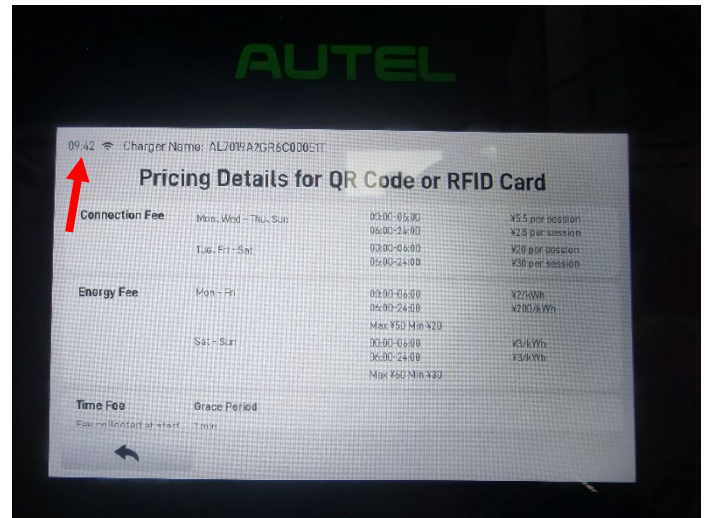 AUTEL
09:42 Charger Name: AL7019A2GR6C00051T
Pricing Details for QR Code or RFID Card
Connection Fee Mon, Wed - Thu, Sun 00:00-06:00 ¥5.5 per session
06:00-24:00 ¥2.5 per session
Tue, Fri - Sat 00:00-06:00 ¥20 per session
06:00-24:00 ¥30 per session
Energy Fee Mon - Fri 00:00-06:00 ¥2/kWh
06:00-24:00 ¥200/kWh
Max ¥50 Min ¥20
Sat - Sun 00:00-06:00 ¥3/kWh
06:00-24:00 ¥3/kWh
Max ¥60 Min ¥30
Time Fee Grace Period
Fee collected at start 1min